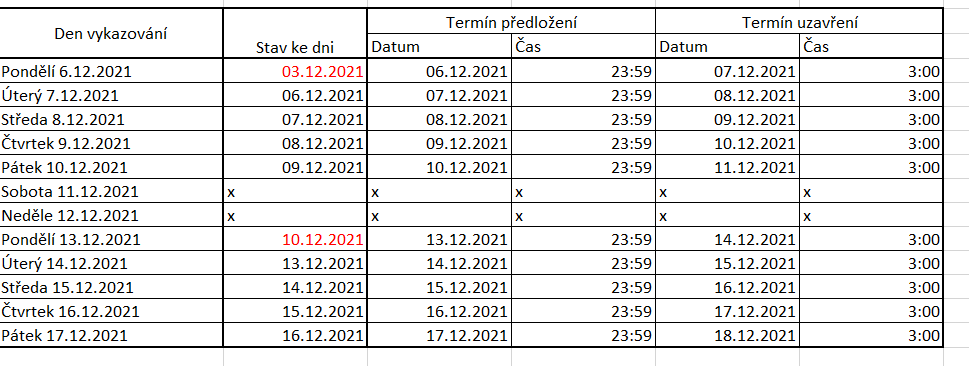 Den vykazování Stav ke dni Termín předložení Termín uzavření
Datum Čas Datum Čas
Pondělí 6.12.2021 03.12.2021 06.12.2021 23:59 07.12.2021 3:00
Úterý 7.12.2021 06.12.2021 07.12.2021 23:59 08.12.2021 3:00
Středa 8.12.2021 07.12.2021 08.12.2021 23:59 09.12.2021 3:00
Čtvrtek 9.12.2021 08.12.2021 09.12.2021 23:59 10.12.2021 3:00
Pátek 10.12.2021 09.12.2021 10.12.2021 23:59 11.12.2021 3:00
Sobota 11.12.2021 x x x x x
Neděle 12.12.2021 x x x x x
Pondělí 13.12.2021 10.12.2021 13.12.2021 23:59 14.12.2021 3:00
Úterý 14.12.2021 13.12.2021 14.12.2021 23:59 15.12.2021 3:00
Středa 15.12.2021 14.12.2021 15.12.2021 23:59 16.12.2021 3:00
Čtvrtek 16.12.2021 15.12.2021 16.12.2021 23:59 17.12.2021 3:00
Pátek 17.12.2021 16.12.2021 17.12.2021 23:59 18.12.2021 3:00